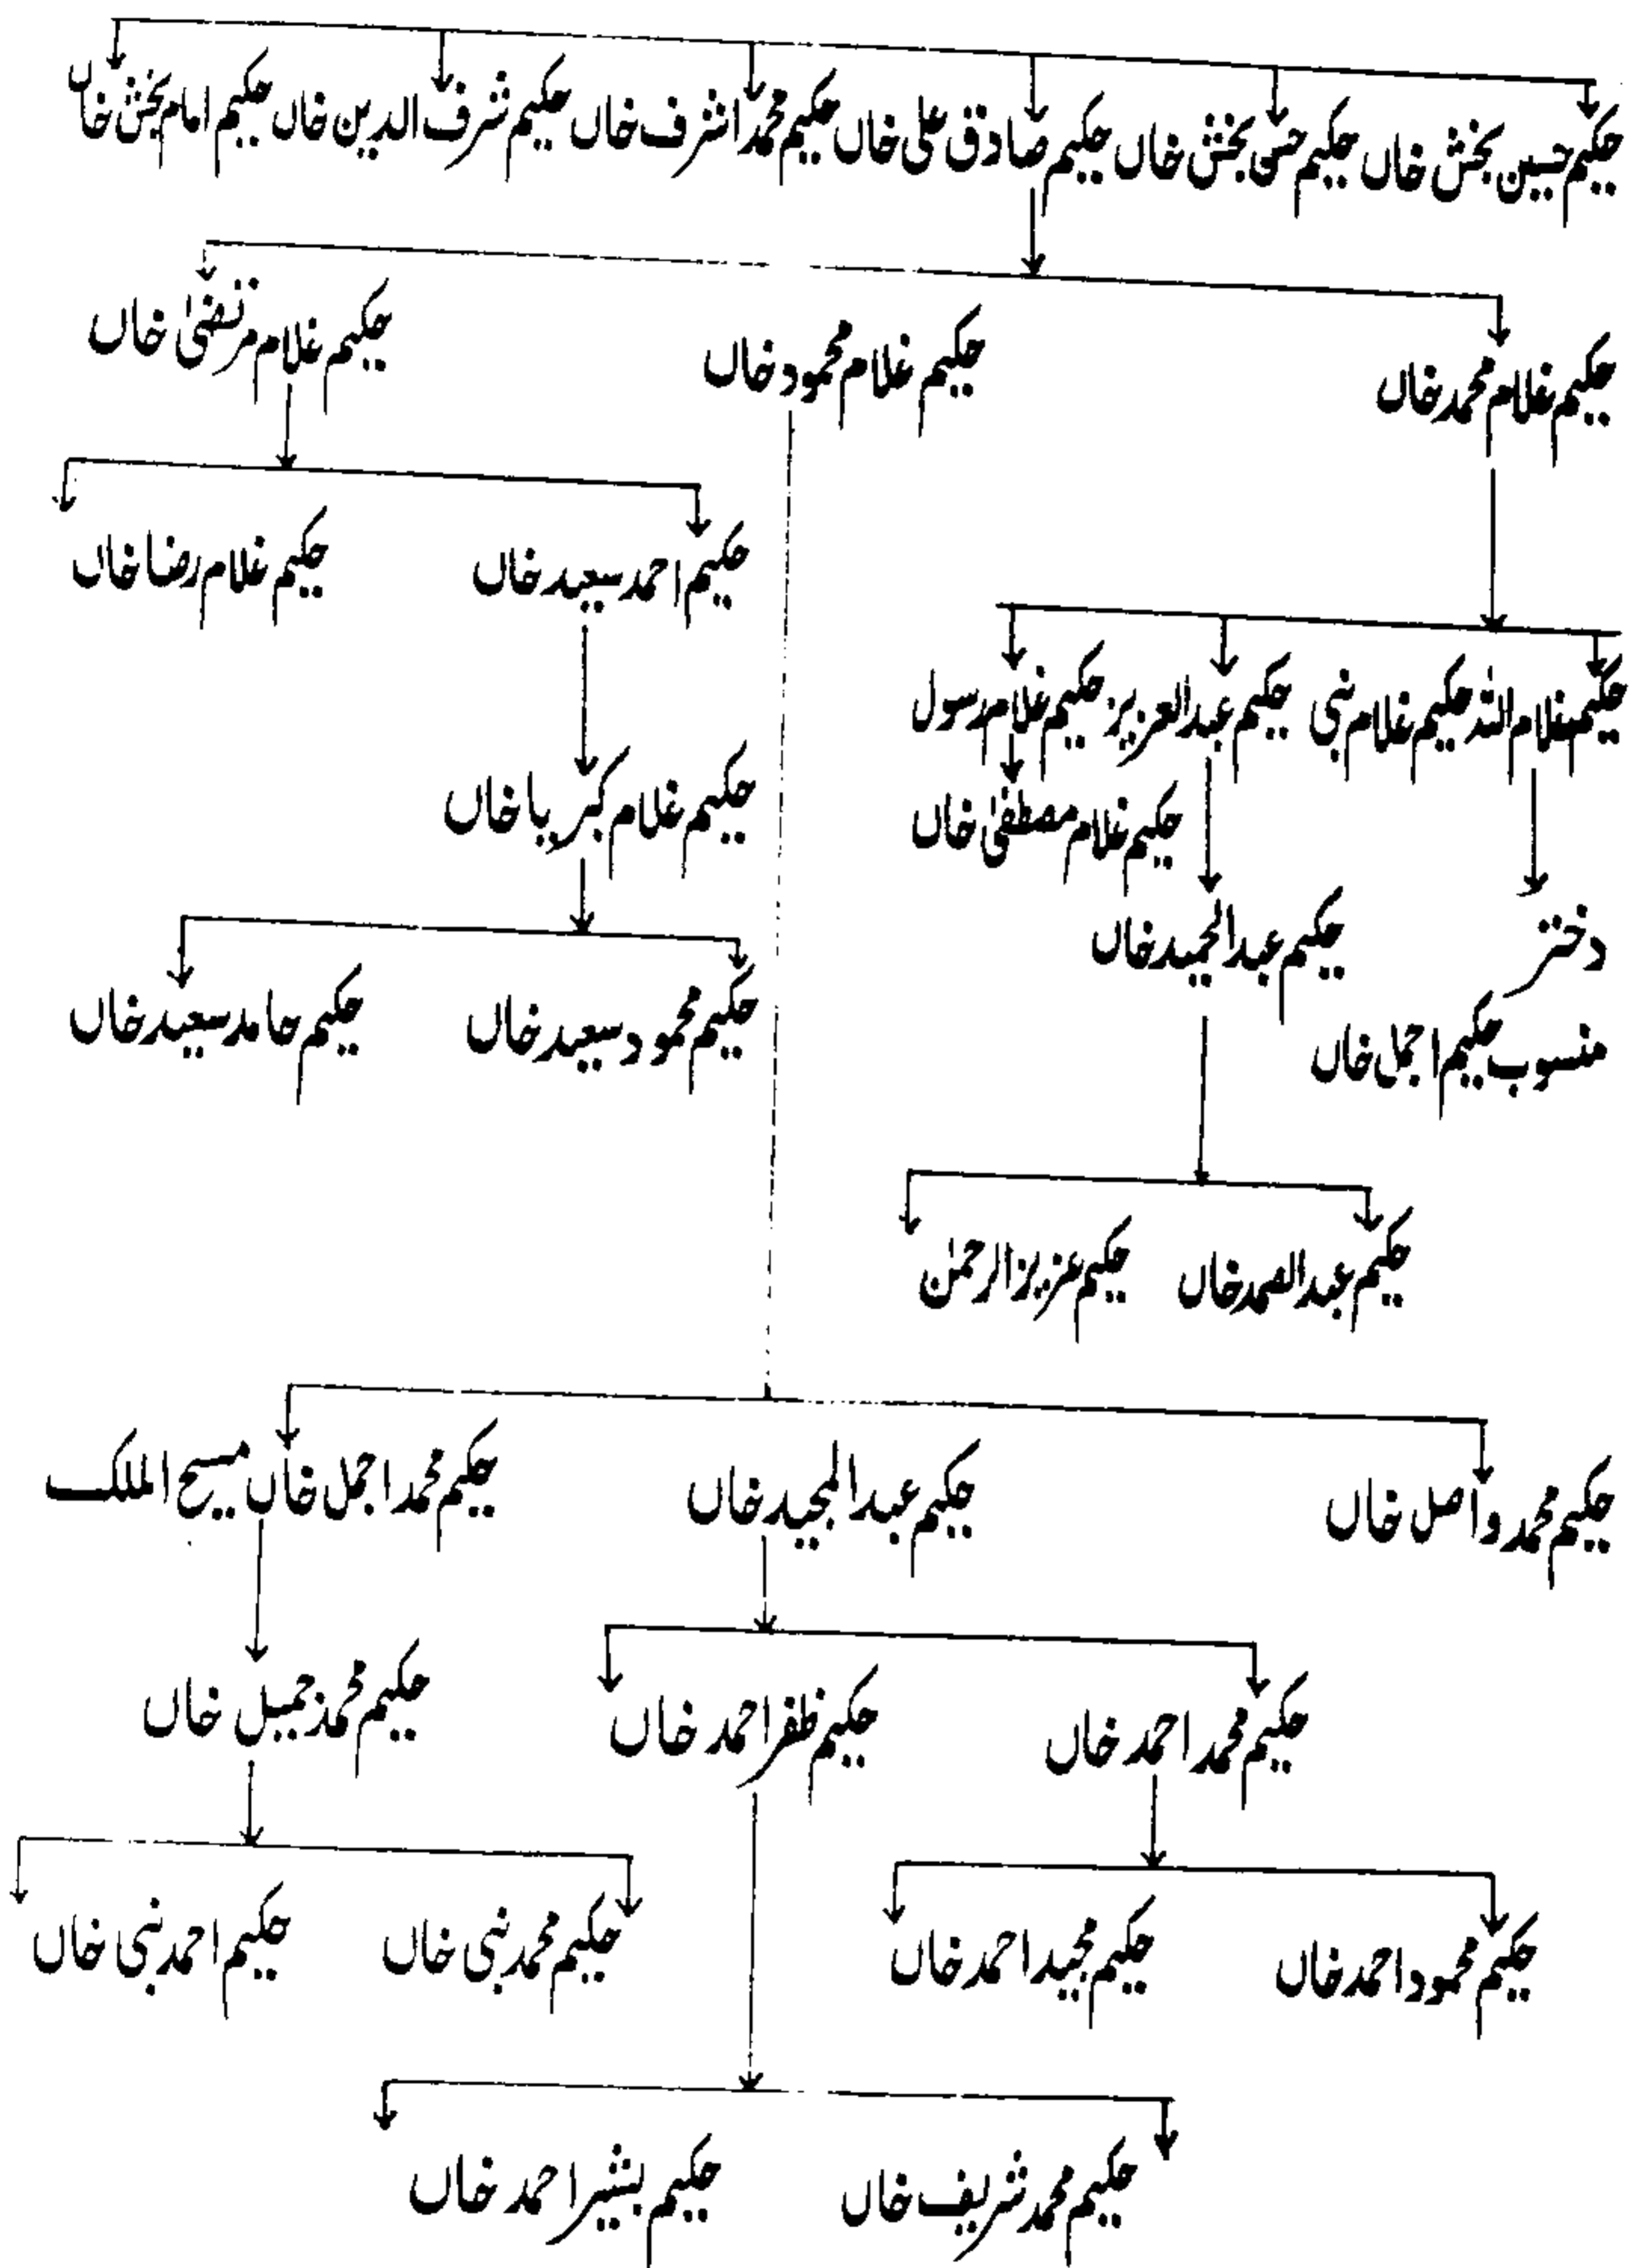 حکیم حسین بخش خاں حکیم حسن بخش خاں حکیم صادق علی خاں حکیم محمد اشرف خاں حکیم شرف الدین خاں حکیم امام بخش خاں
حکیم غلام محمد خاں حکیم غلام محمود خاں حکیم غلام مرتضیٰ خاں
حکیم احمد سعید خاں حکیم غلام رضا خاں
حکیم غلام اللہ حکیم غلام نبی حکیم عبدالعزیز حکیم غلام رسول
حکیم غلام مصطفیٰ خاں حکیم غلام کبریا خاں
دختر حکیم عبدالحمید خاں
منسوب حکیم اجمل خاں حکیم محمود سعید خاں حکیم حامد سعید خاں
حکیم عبدالصمد خاں حکیم عزیز الرحمٰن
حکیم محمد واصل خاں حکیم عبدالمجید خاں حکیم محمد اجمل خاں مسیح الملک
حکیم محمد احمد خاں حکیم ظفر احمد خاں حکیم محمد جمیل خاں
حکیم محمود احمد خاں حکیم مجید احمد خاں حکیم محمد نبی خاں حکیم احمد نبی خاں
حکیم محمد شریف خاں حکیم بشیر احمد خاں